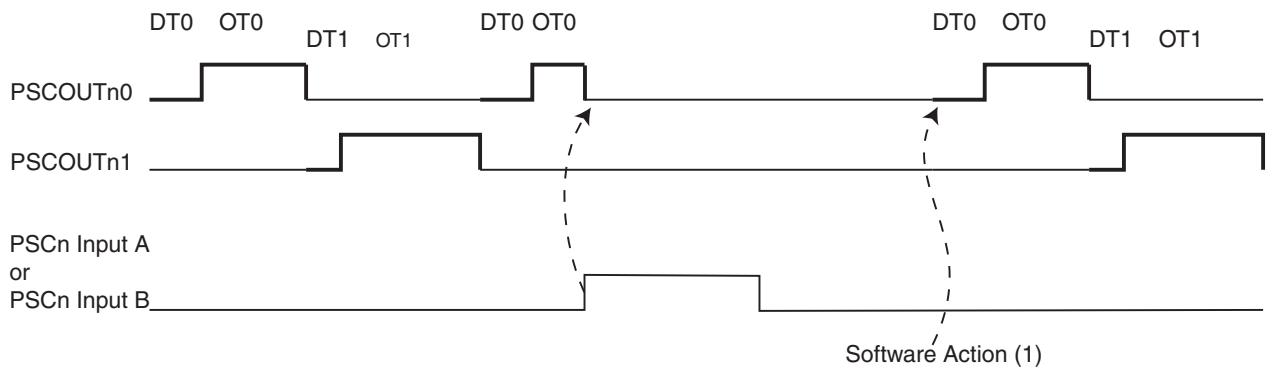 DT0 OT0 DT1 OT1 DT0 OT0 DT0 OT0 DT1 OT1
PSCOUTn0
PSCOUTn1
PSCn Input A
or
PSCn Input B
Software Action (1)